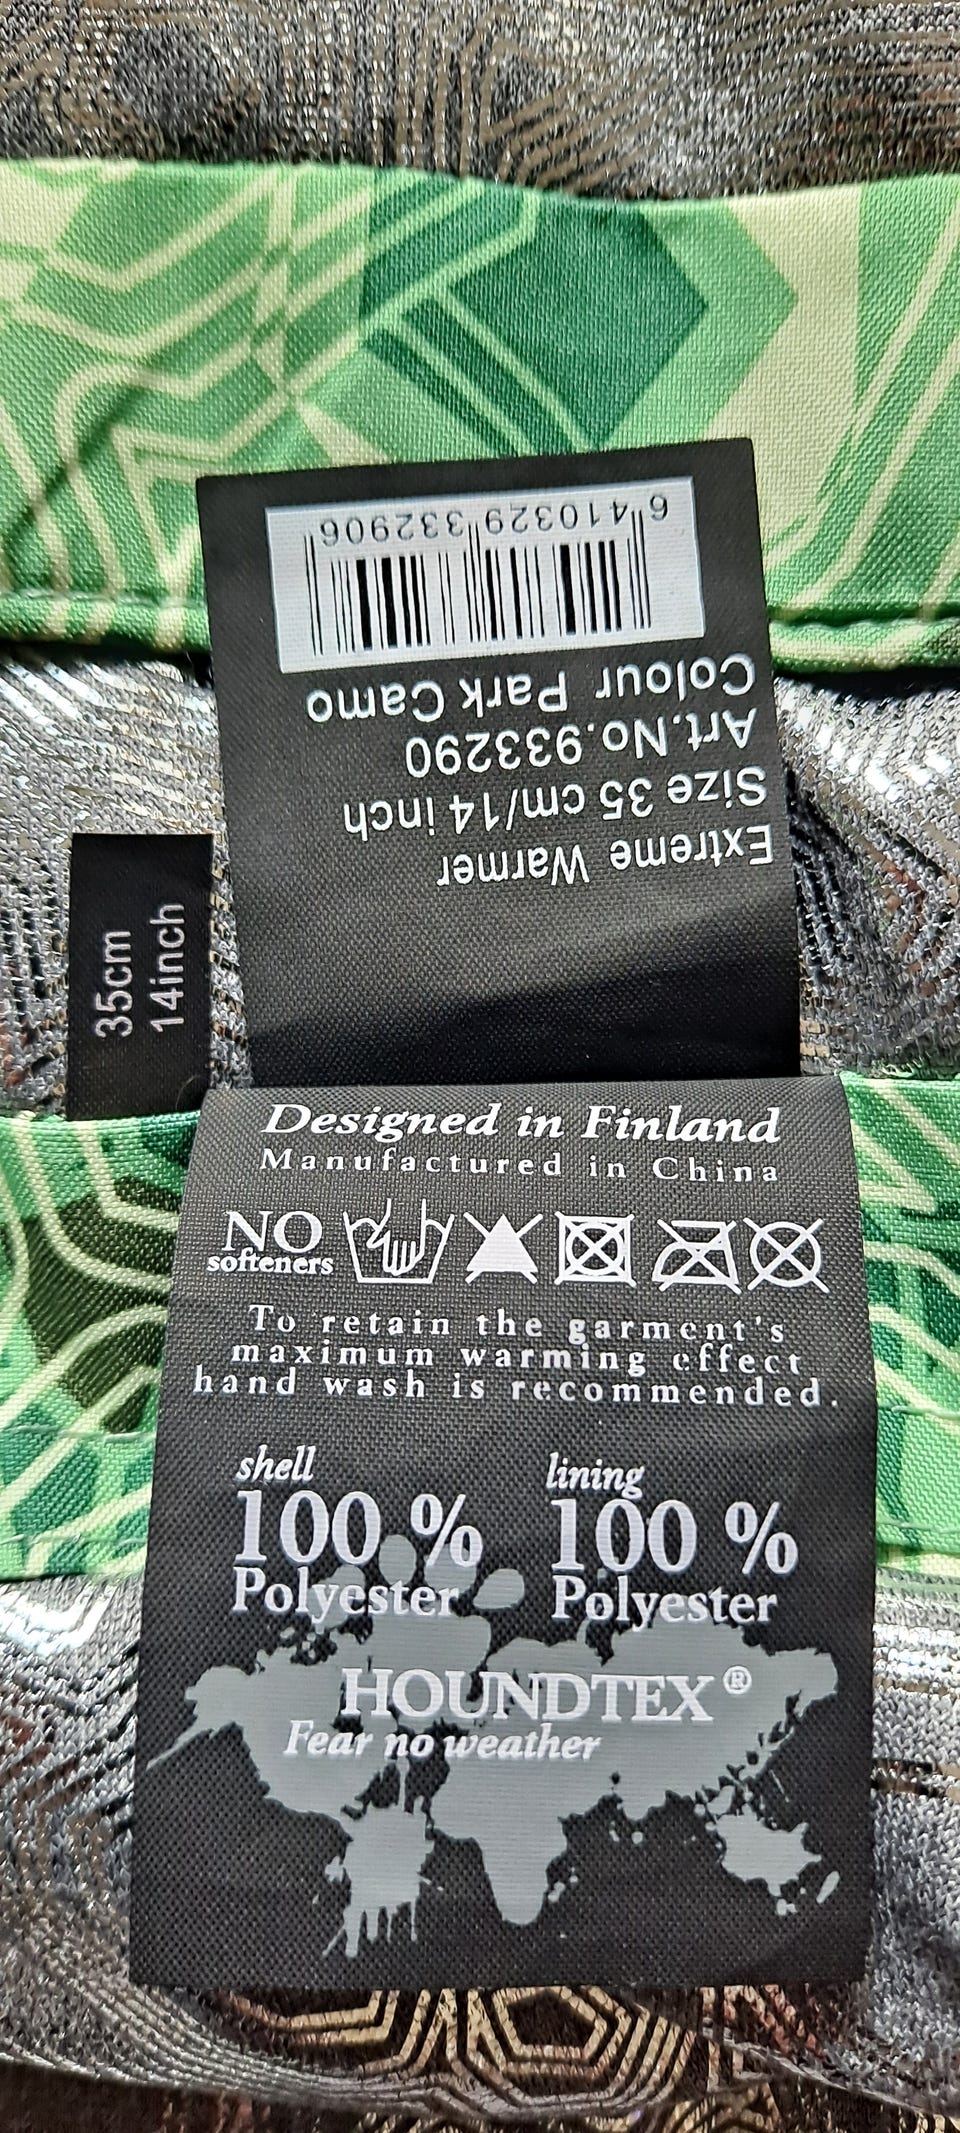 6 410329 332906
Colour Park Camo
Art.No.933290
Size 35 cm/14 inch
Extreme Warmer
35cm
14inch
Designed in Finland
Manufactured in China
NO
softeners
To retain the garment's
maximum warming effect
hand wash is recommended.
shell
100 %
Polyester
lining
100 %
Polyester
HOUNDTEX®
Fear no weather